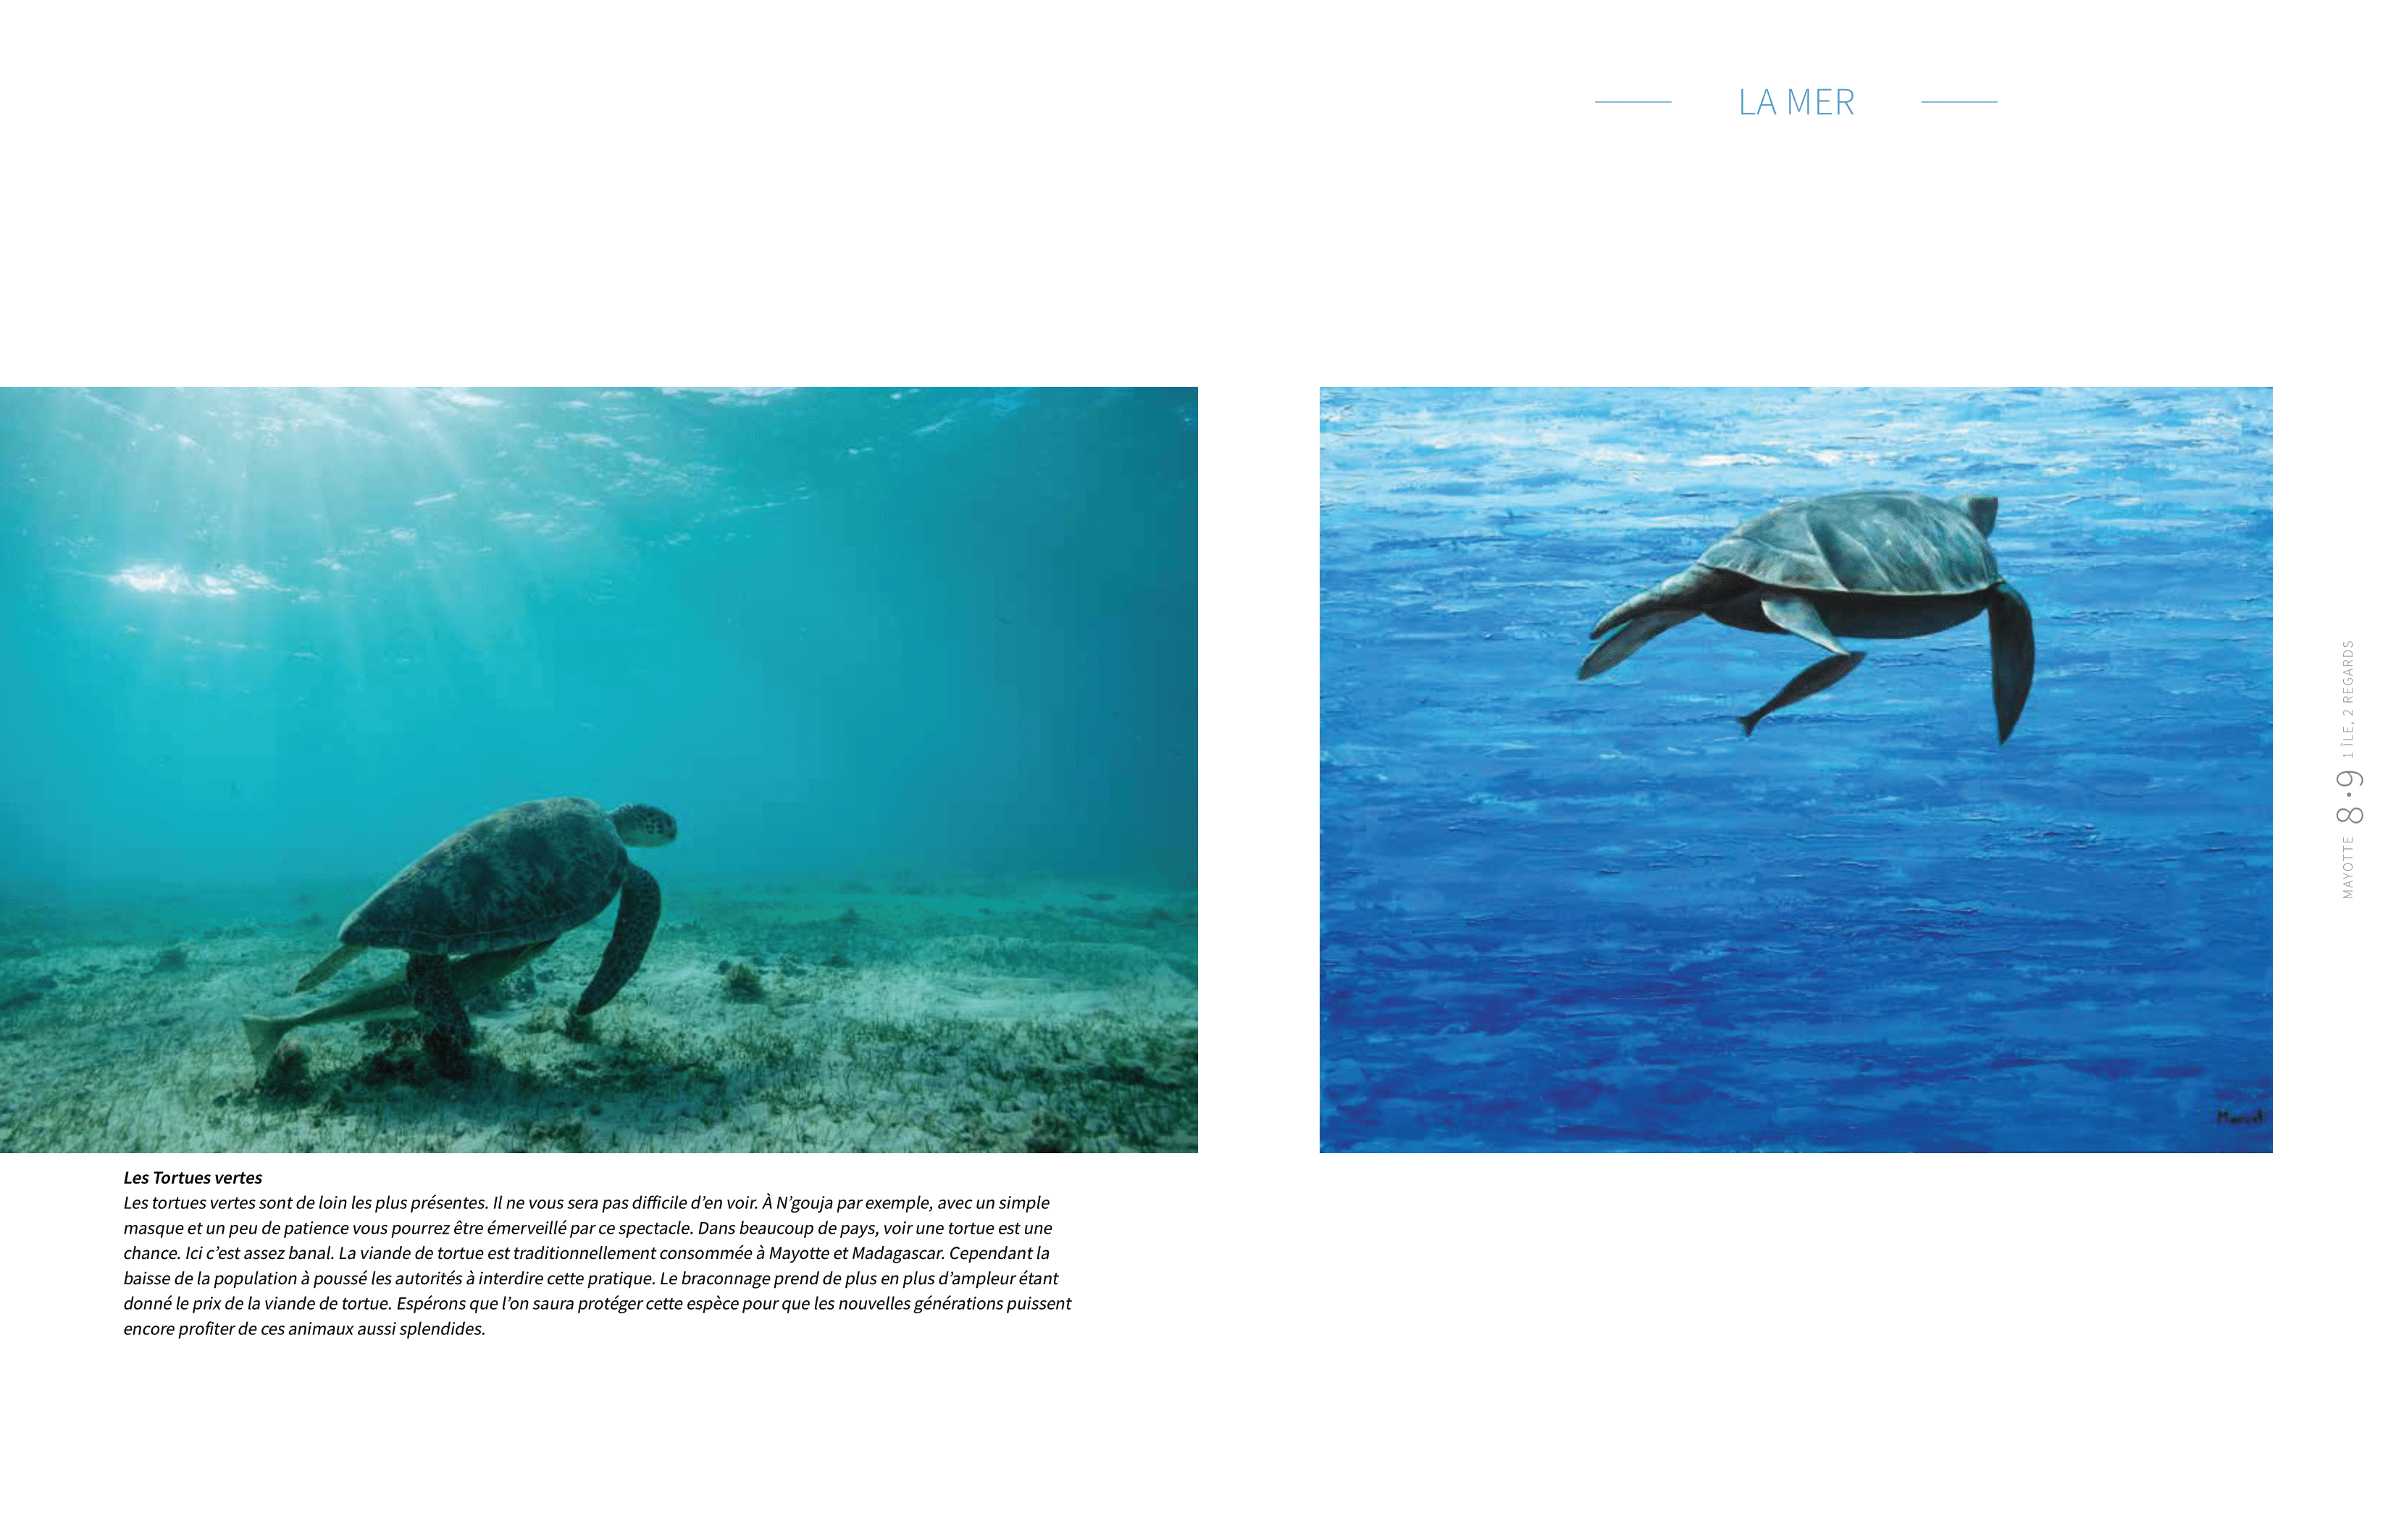 LA MER
Les Tortues vertes
Les tortues vertes sont de loin les plus présentes. Il ne vous sera pas difficile d’en voir. À N’gouja par exemple, avec un simple
masque et un peu de patience vous pourrez être émerveillé par ce spectacle. Dans beaucoup de pays, voir une tortue est une
chance. Ici c’est assez banal. La viande de tortue est traditionnellement consommée à Mayotte et Madagascar. Cependant la
baisse de la population à poussé les autorités à interdire cette pratique. Le braconnage prend de plus en plus d’ampleur étant
donné le prix de la viande de tortue. Espérons que l’on saura protéger cette espèce pour que les nouvelles générations puissent
encore profiter de ces animaux aussi splendides.
Marcel
MAYOTTE 8•9 1 ÎLE, 2 REGARDS